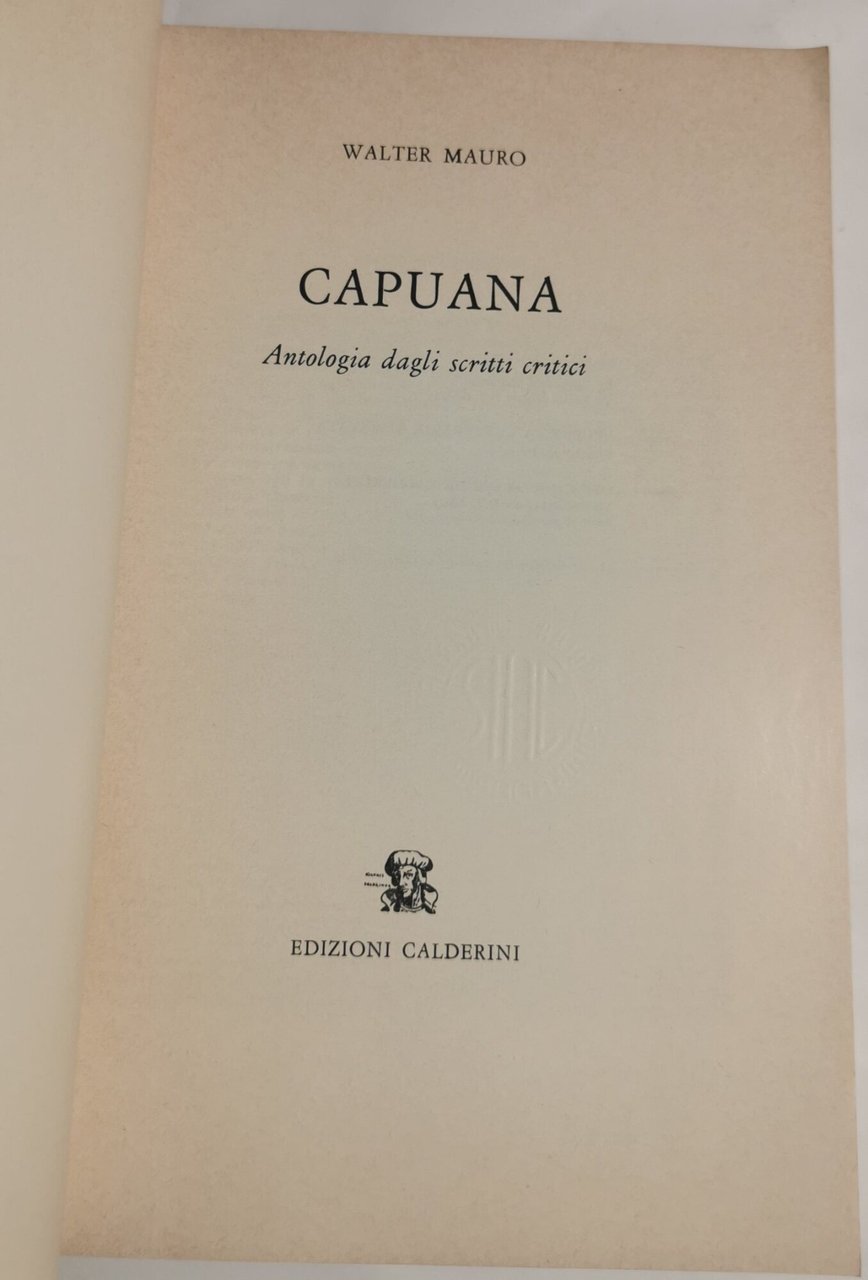 WALTER MAURO
CAPUANA
Antologia dagli scritti critici
EDIZIONI CALDERINI